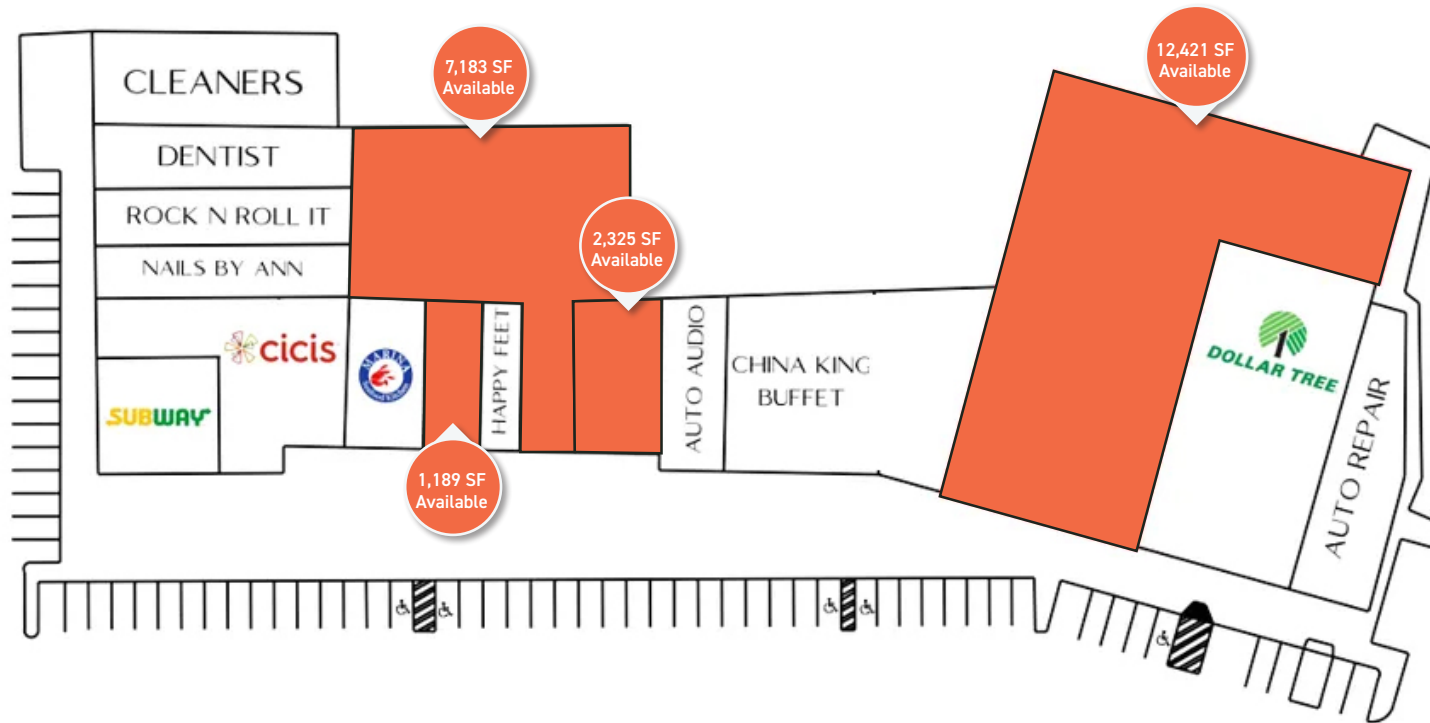 CLEANERS
7,183 SF
Available
12,421 SF
Available
DENTIST
ROCK N ROLL IT
NAILS BY ANN
2,325 SF
Available
cicis
SUBWAY
MARINA
HAPPY FEET
AUTO AUDIO
CHINA KING
BUFFET
DOLLAR TREE
AUTO REPAIR
1,189 SF
Available